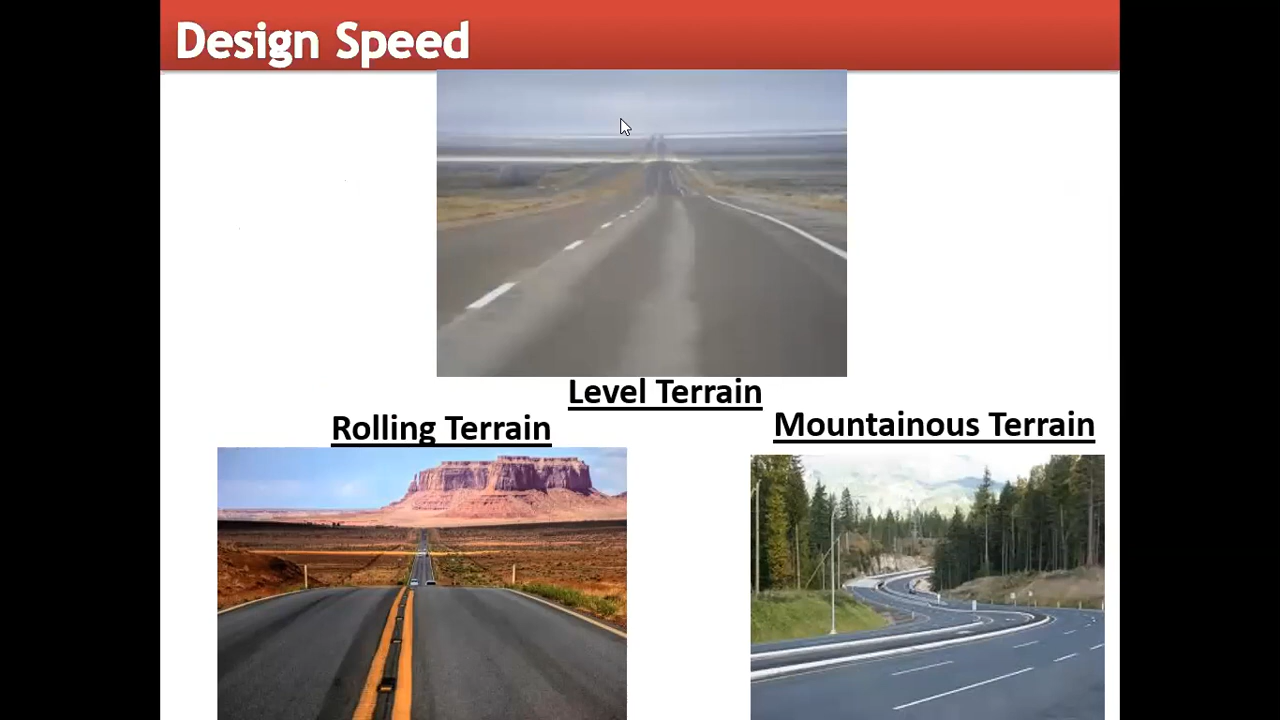 Design Speed
Level Terrain
Rolling Terrain
Mountainous Terrain